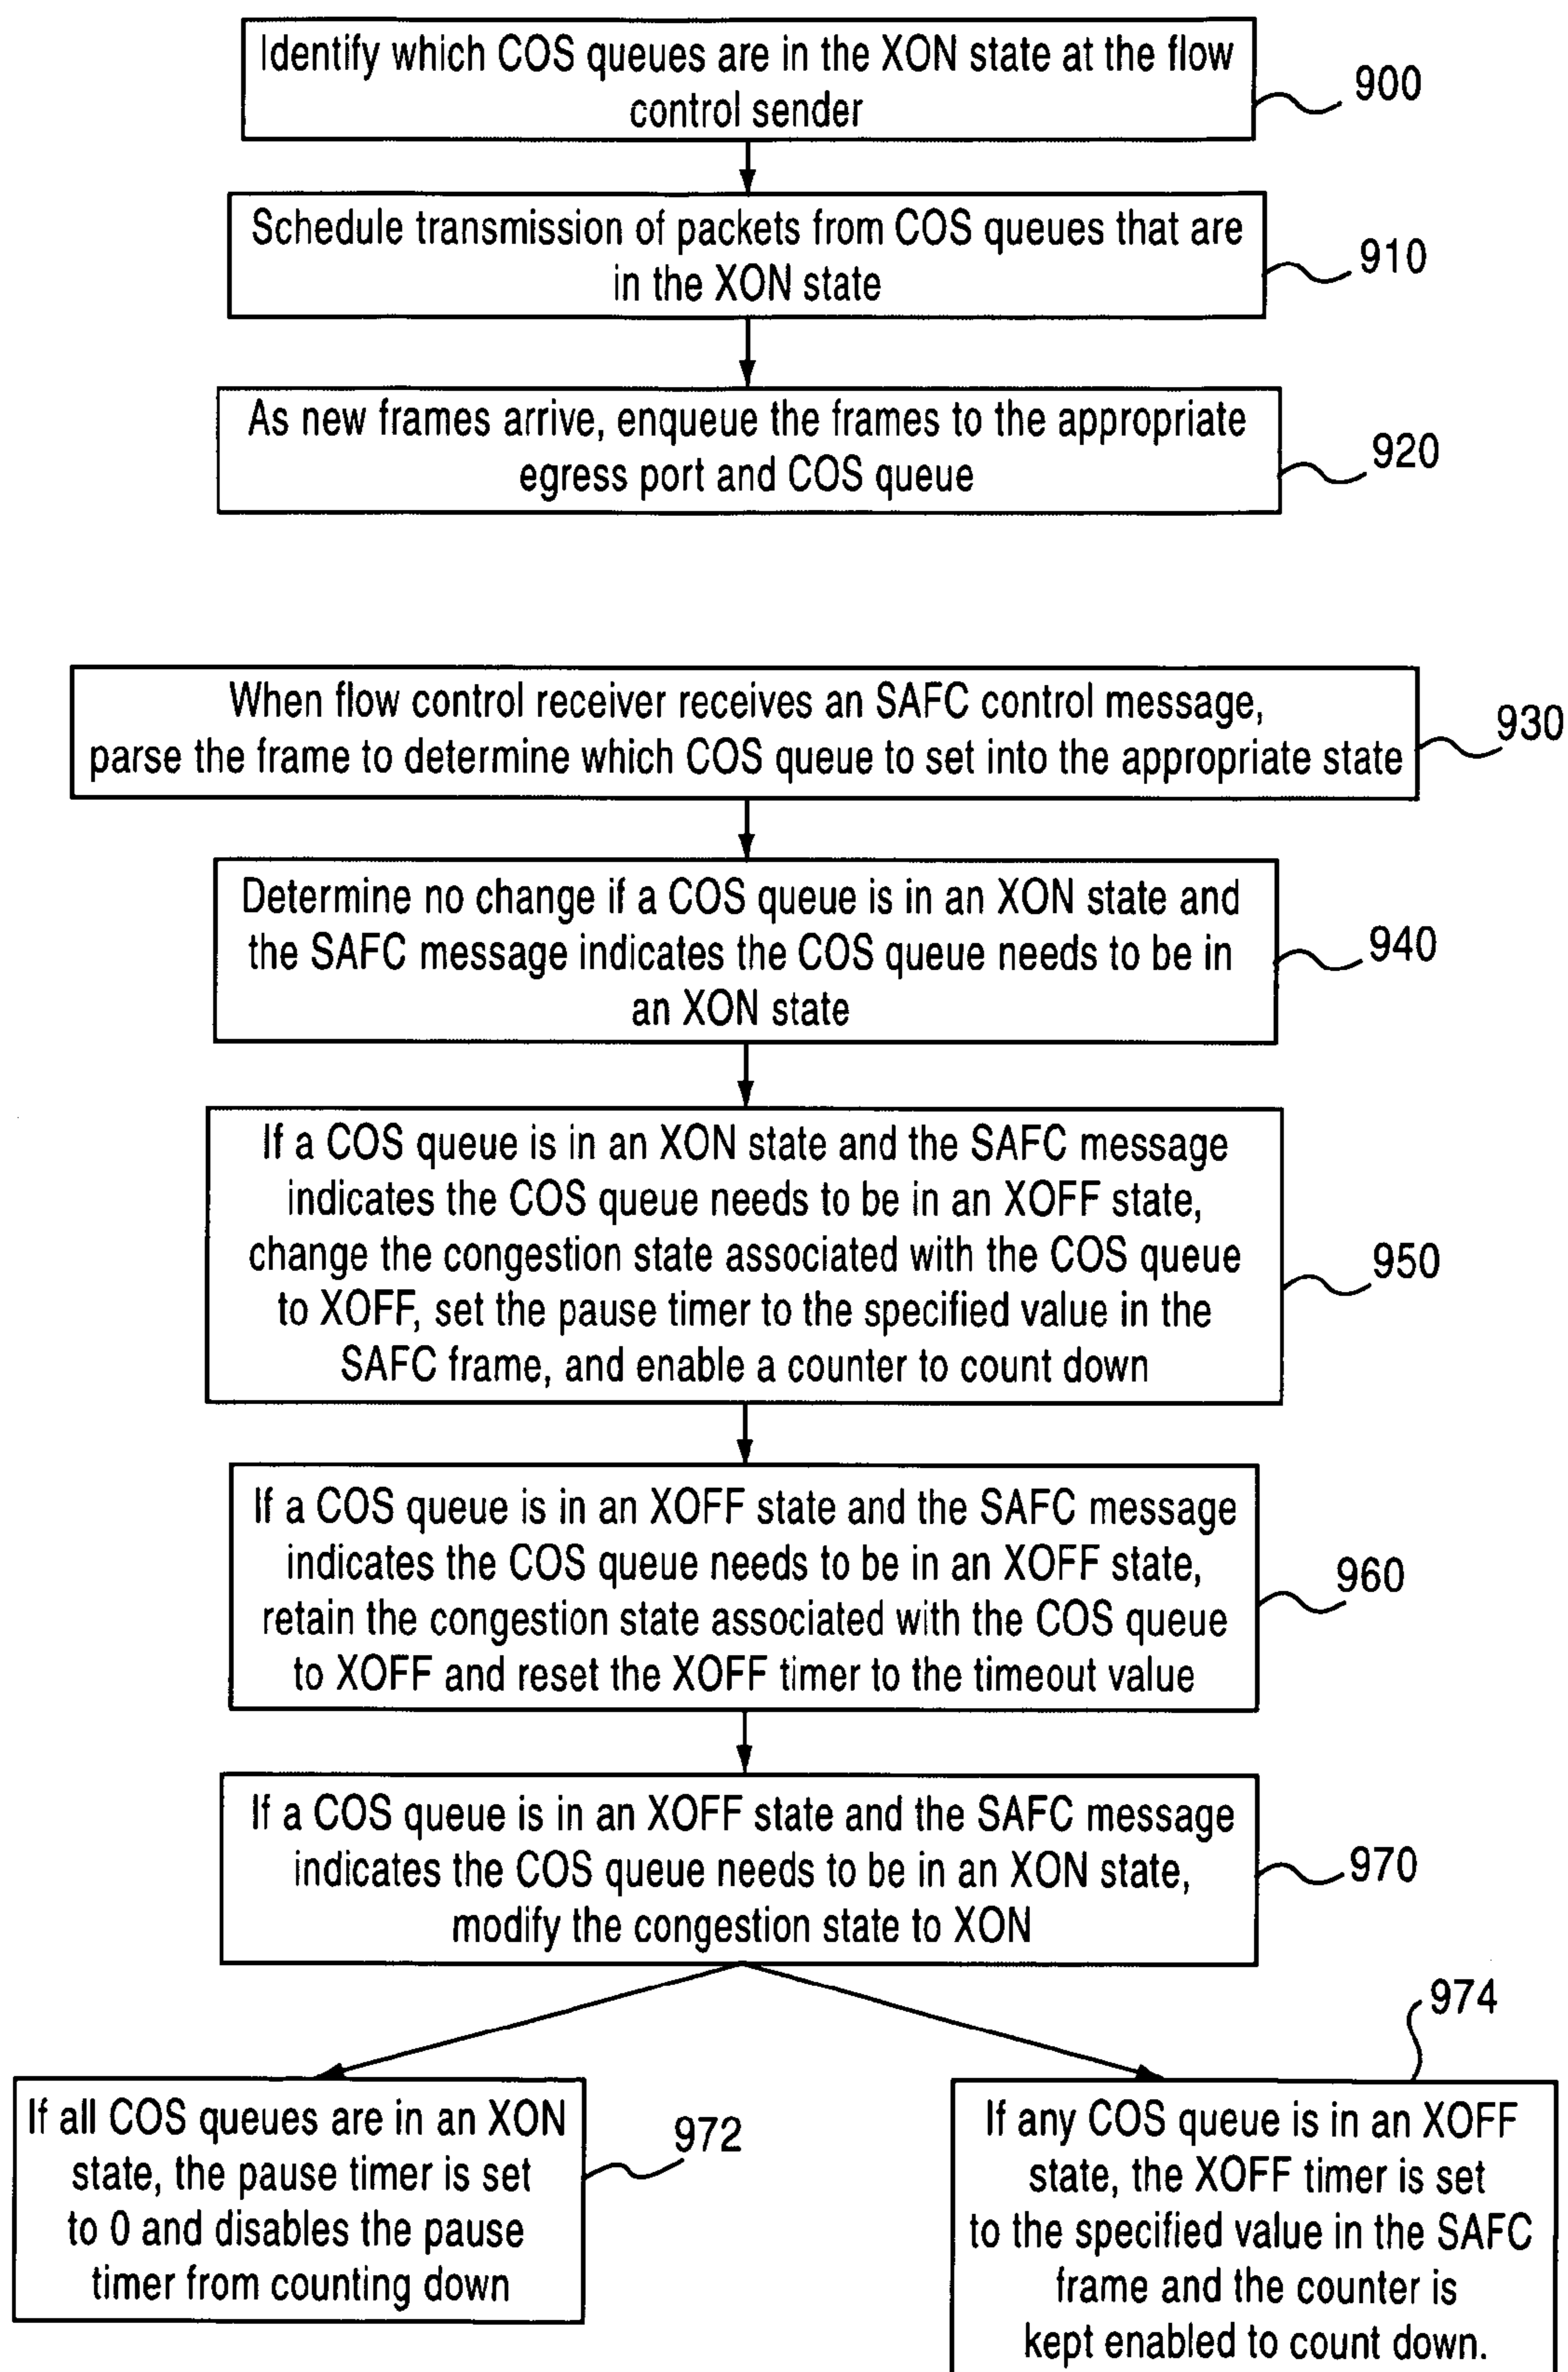 Identify which COS queues are in the XON state at the flow
control sender
900
Schedule transmission of packets from COS queues that are
in the XON state
910
As new frames arrive, enqueue the frames to the appropriate
egress port and COS queue
920
When flow control receiver receives an SAFC control message,
parse the frame to determine which COS queue to set into the appropriate state
930
Determine no change if a COS queue is in an XON state and
the SAFC message indicates the COS queue needs to be in
an XON state
940
If a COS queue is in an XON state and the SAFC message
indicates the COS queue needs to be in an XOFF state,
change the congestion state associated with the COS queue
to XOFF, set the pause timer to the specified value in the
SAFC frame, and enable a counter to count down
950
If a COS queue is in an XOFF state and the SAFC message
indicates the COS queue needs to be in an XOFF state,
retain the congestion state associated with the COS queue
to XOFF and reset the XOFF timer to the timeout value
960
If a COS queue is in an XOFF state and the SAFC message
indicates the COS queue needs to be in an XON state,
modify the congestion state to XON
970
If all COS queues are in an XON
state, the pause timer is set
to 0 and disables the pause
timer from counting down
972
974
If any COS queue is in an XOFF
state, the XOFF timer is set
to the specified value in the SAFC
frame and the counter is
kept enabled to count down.